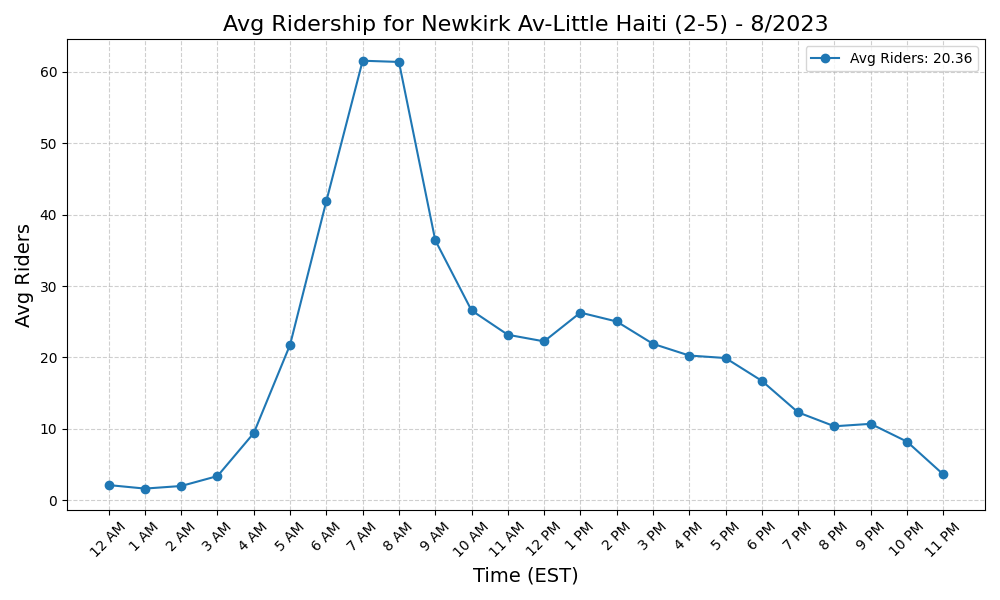 Avg Ridership for Newkirk Av-Little Haiti (2-5) - 8/2023
Avg Riders: 20.36
Avg Riders
60
50
40
30
20
10
0
12 AM
1 AM
2 AM
3 AM
4 AM
5 AM
6 AM
7 AM
8 AM
9 AM
10 AM
11 AM
12 PM
1 PM
2 PM
3 PM
4 PM
5 PM
6 PM
7 PM
8 PM
9 PM
10 PM
11 PM
Time (EST)